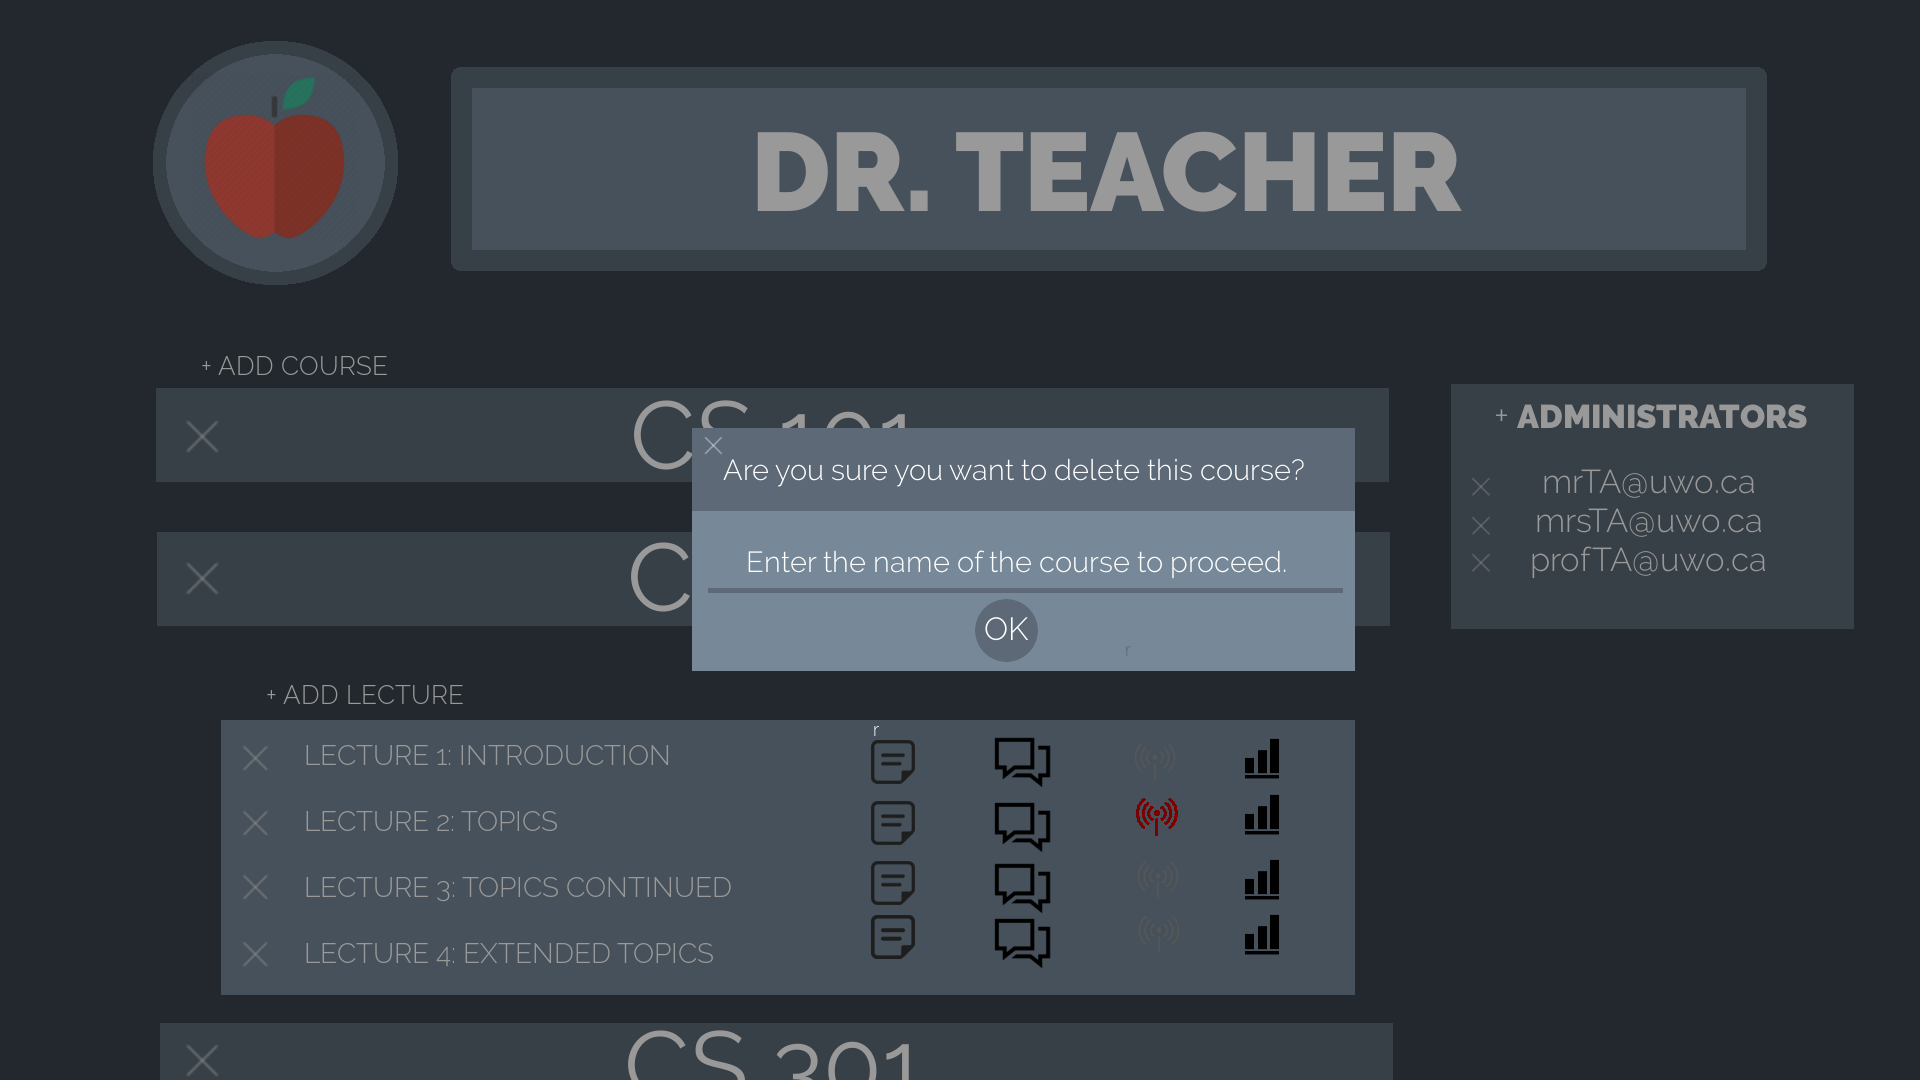 DR. TEACHER
+ ADD COURSE
CS 101
+ ADMINISTRATORS
mrTA@uwo.ca
mrsTA@uwo.ca
profTA@uwo.ca
Are you sure you want to delete this course?
Enter the name of the course to proceed.
OK
r
C
+ ADD LECTURE
r
LECTURE 1: INTRODUCTION
LECTURE 2: TOPICS
LECTURE 3: TOPICS CONTINUED
LECTURE 4: EXTENDED TOPICS
CS 301